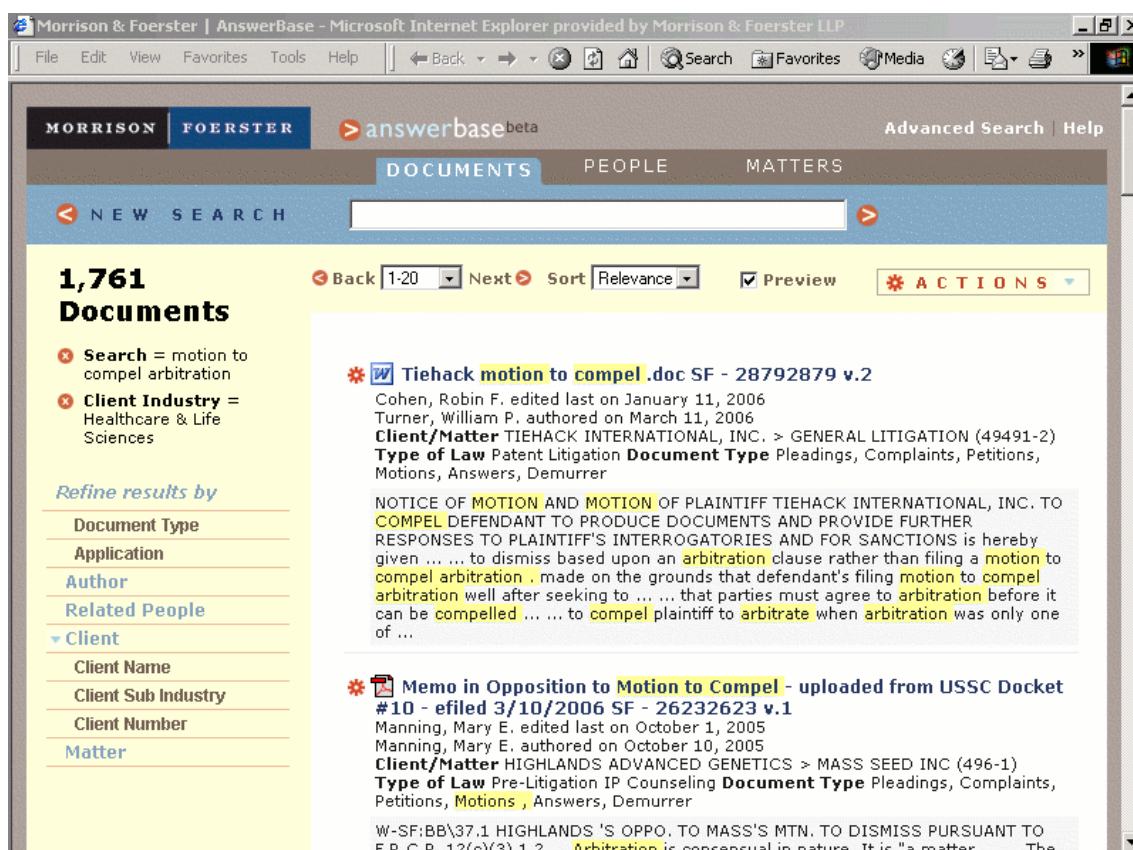 Morrison & Foerster | AnswerBase - Microsoft Internet Explorer provided by Morrison & Foerster LLP
File Edit View Favorites Tools Help Back Search Favorites Media »
MORRISON FOERSTER answerbase beta Advanced Search | Help
DOCUMENTS PEOPLE MATTERS
NEW SEARCH
1,761
Documents
Search = motion to
compel arbitration
Client Industry =
Healthcare & Life
Sciences
Refine results by
Document Type
Application
Author
Related People
Client
Client Name
Client Sub Industry
Client Number
Matter
Back 1-20 Next Sort Relevance Preview ACTIONS
Tiehack motion to compel .doc SF - 28792879 v.2
Cohen, Robin F. edited last on January 11, 2006
Turner, William P. authored on March 11, 2006
Client/Matter TIEHACK INTERNATIONAL, INC. > GENERAL LITIGATION (49491-2)
Type of Law Patent Litigation Document Type Pleadings, Complaints, Petitions,
Motions, Answers, Demurrer
NOTICE OF MOTION AND MOTION OF PLAINTIFF TIEHACK INTERNATIONAL, INC. TO
COMPEL DEFENDANT TO PRODUCE DOCUMENTS AND PROVIDE FURTHER
RESPONSES TO PLAINTIFF'S INTERROGATORIES AND FOR SANCTIONS is hereby
given ... ... to dismiss based upon an arbitration clause rather than filing a motion to
compel arbitration . made on the grounds that defendant's filing motion to compel
arbitration well after seeking to ... ... that parties must agree to arbitration before it
can be compelled ... ... to compel plaintiff to arbitrate when arbitration was only one
of ...
Memo in Opposition to Motion to Compel - uploaded from USSC Docket
#10 - efiled 3/10/2006 SF - 26232623 v.1
Manning, Mary E. edited last on October 1, 2005
Manning, Mary E. authored on October 10, 2005
Client/Matter HIGHLANDS ADVANCED GENETICS > MASS SEED INC (496-1)
Type of Law Pre-Litigation IP Counseling Document Type Pleadings, Complaints,
Petitions, Motions , Answers, Demurrer
W-SF:BB\37.1 HIGHLANDS 'S OPPO. TO MASS'S MTN. TO DISMISS PURSUANT TO
F.R.C.P. 12(c)(3) 1 2 ... Arbitration is consensual in nature. It is "a matter ... ... The